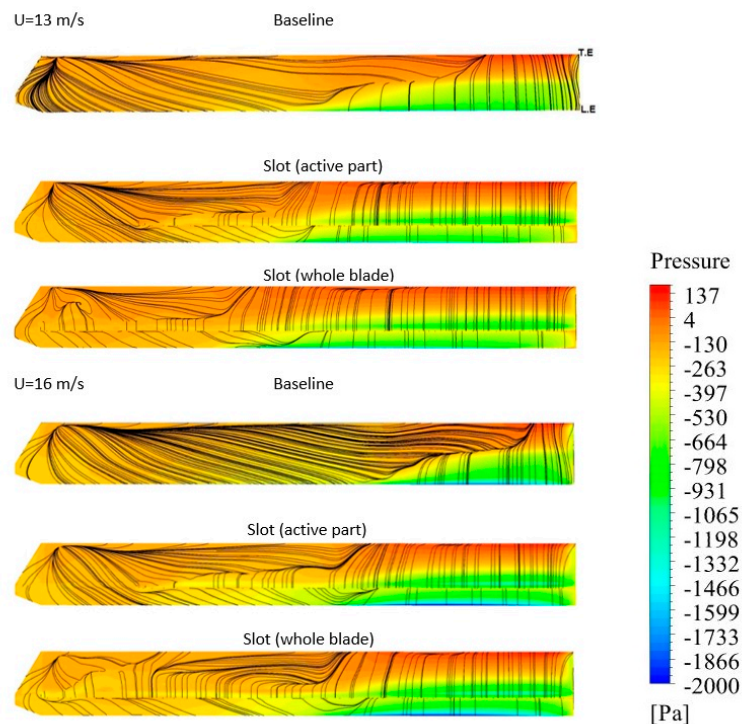 U=13 m/s Baseline
T.E
L.E
Slot (active part)
Slot (whole blade)
U=16 m/s Baseline
Slot (active part)
Slot (whole blade)
Pressure
137
4
-130
-263
-397
-530
-664
-798
-931
-1065
-1198
-1332
-1466
-1599
-1733
-1866
-2000
[Pa]